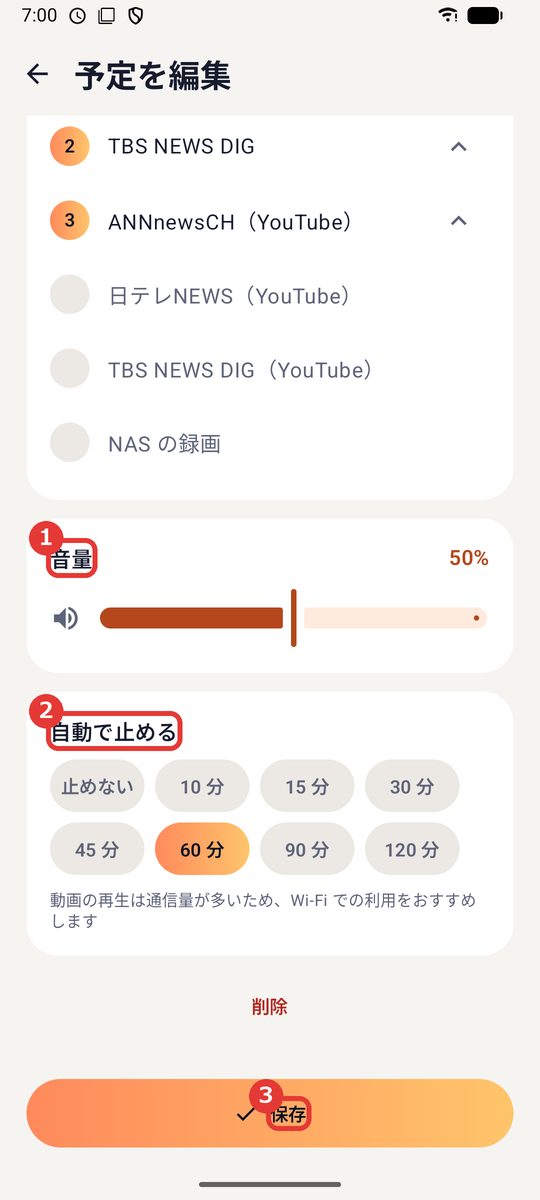 7:00
予定を編集
2 TBS NEWS DIG
3 ANNnewsCH（YouTube）
日テレNEWS（YouTube）
TBS NEWS DIG（YouTube）
NAS の録画
1
音量 50%
2
自動で止める
止めない 10 分 15 分 30 分
45 分 60 分 90 分 120 分
動画の再生は通信量が多いため、Wi-Fi での利用をおすすめ
します
削除
3
保存